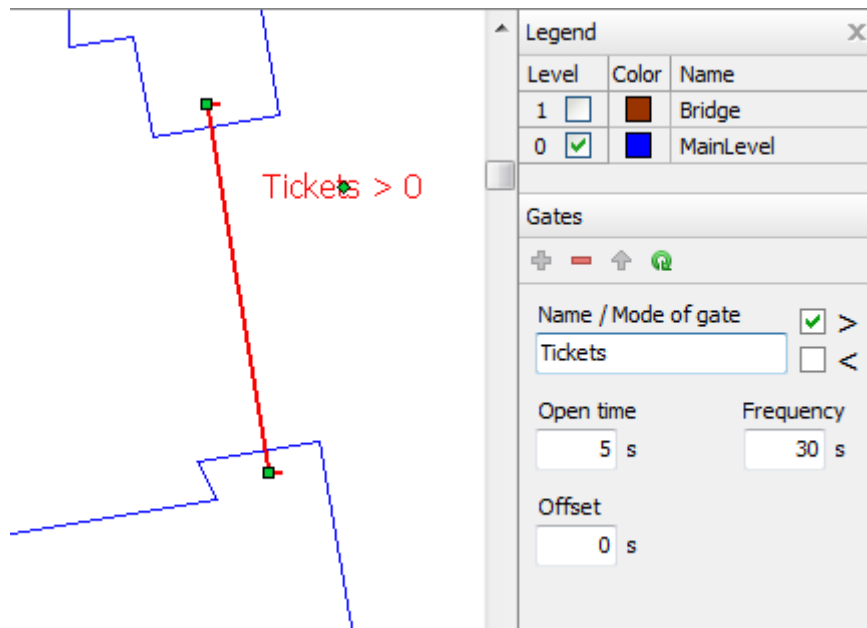 Tickets > 0
Legend
Level Color Name
1 Bridge
0 MainLevel
Gates
Name / Mode of gate >
Tickets <
Open time Frequency
5 s 30 s
Offset
0 s